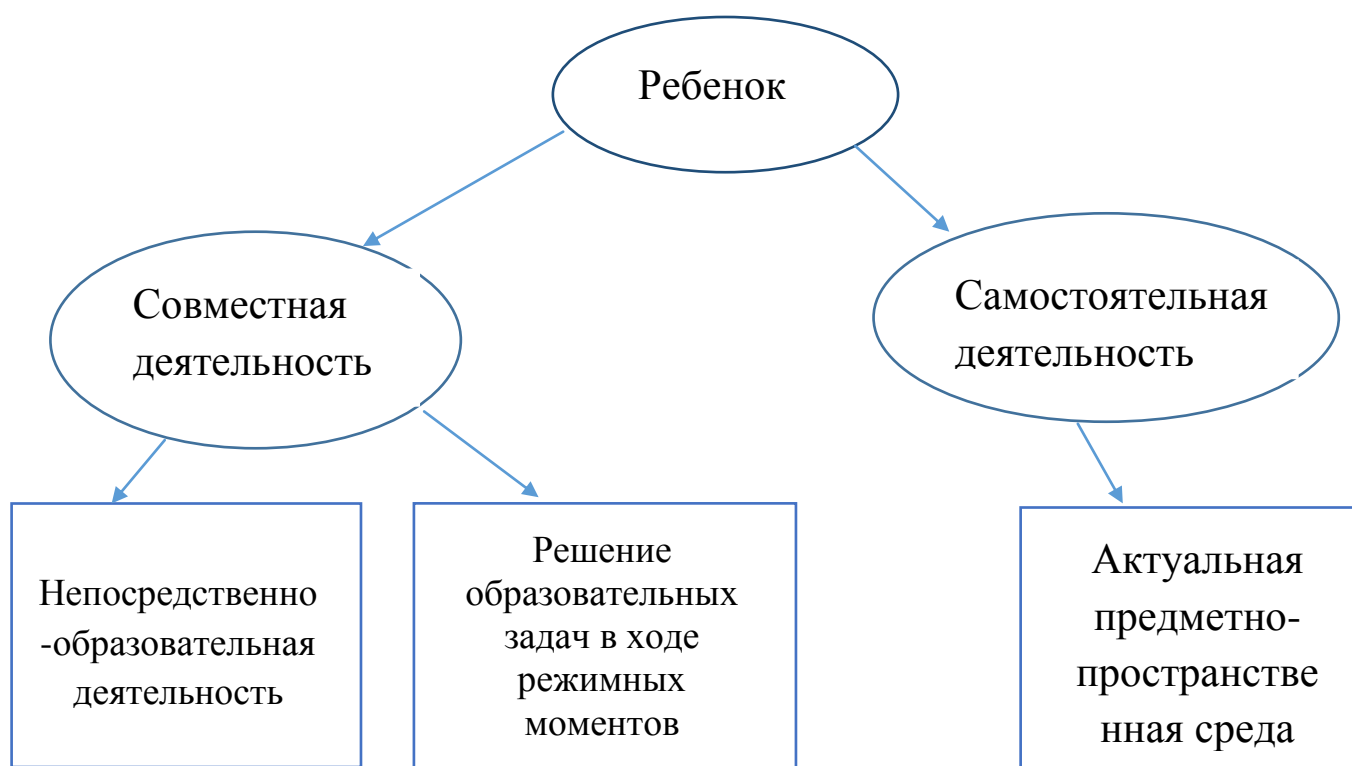 Ребенок
Совместная
деятельность
Самостоятельная
деятельность
Непосредственно
-образовательная
деятельность
Решение
образовательных
задач в ходе
режимных
моментов
Актуальная
предметно-
пространстве
нная среда